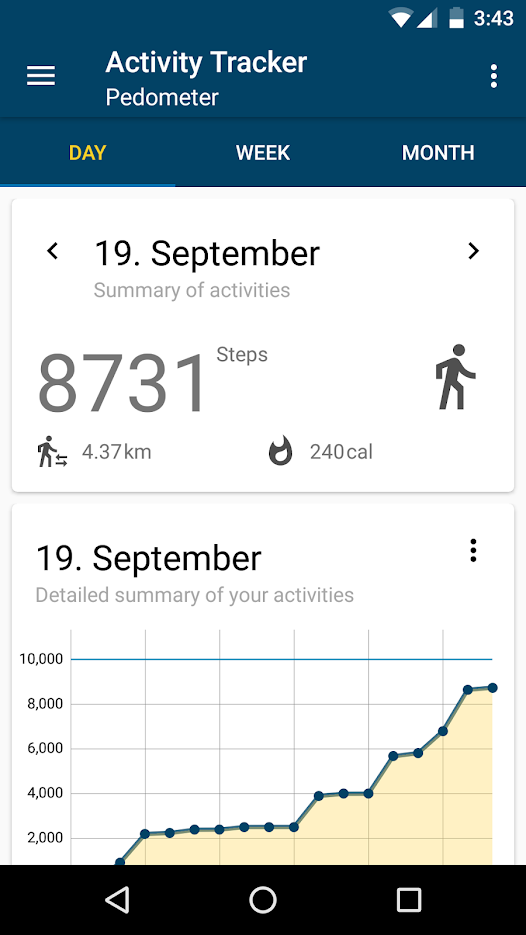 3:43
Activity Tracker
Pedometer
DAY WEEK MONTH
19. September
Summary of activities
8731 Steps
4.37km 240cal
19. September
Detailed summary of your activities
10,000
8,000
6,000
4,000
2,000